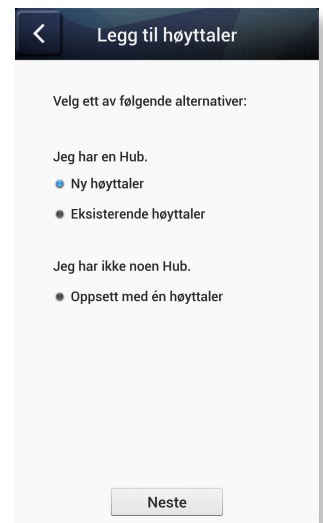 Legg til høyttaler
Velg ett av følgende alternativer:
Jeg har en Hub.
Ny høyttaler
Eksisterende høyttaler
Jeg har ikke noen Hub.
Oppsett med én høyttaler
Neste